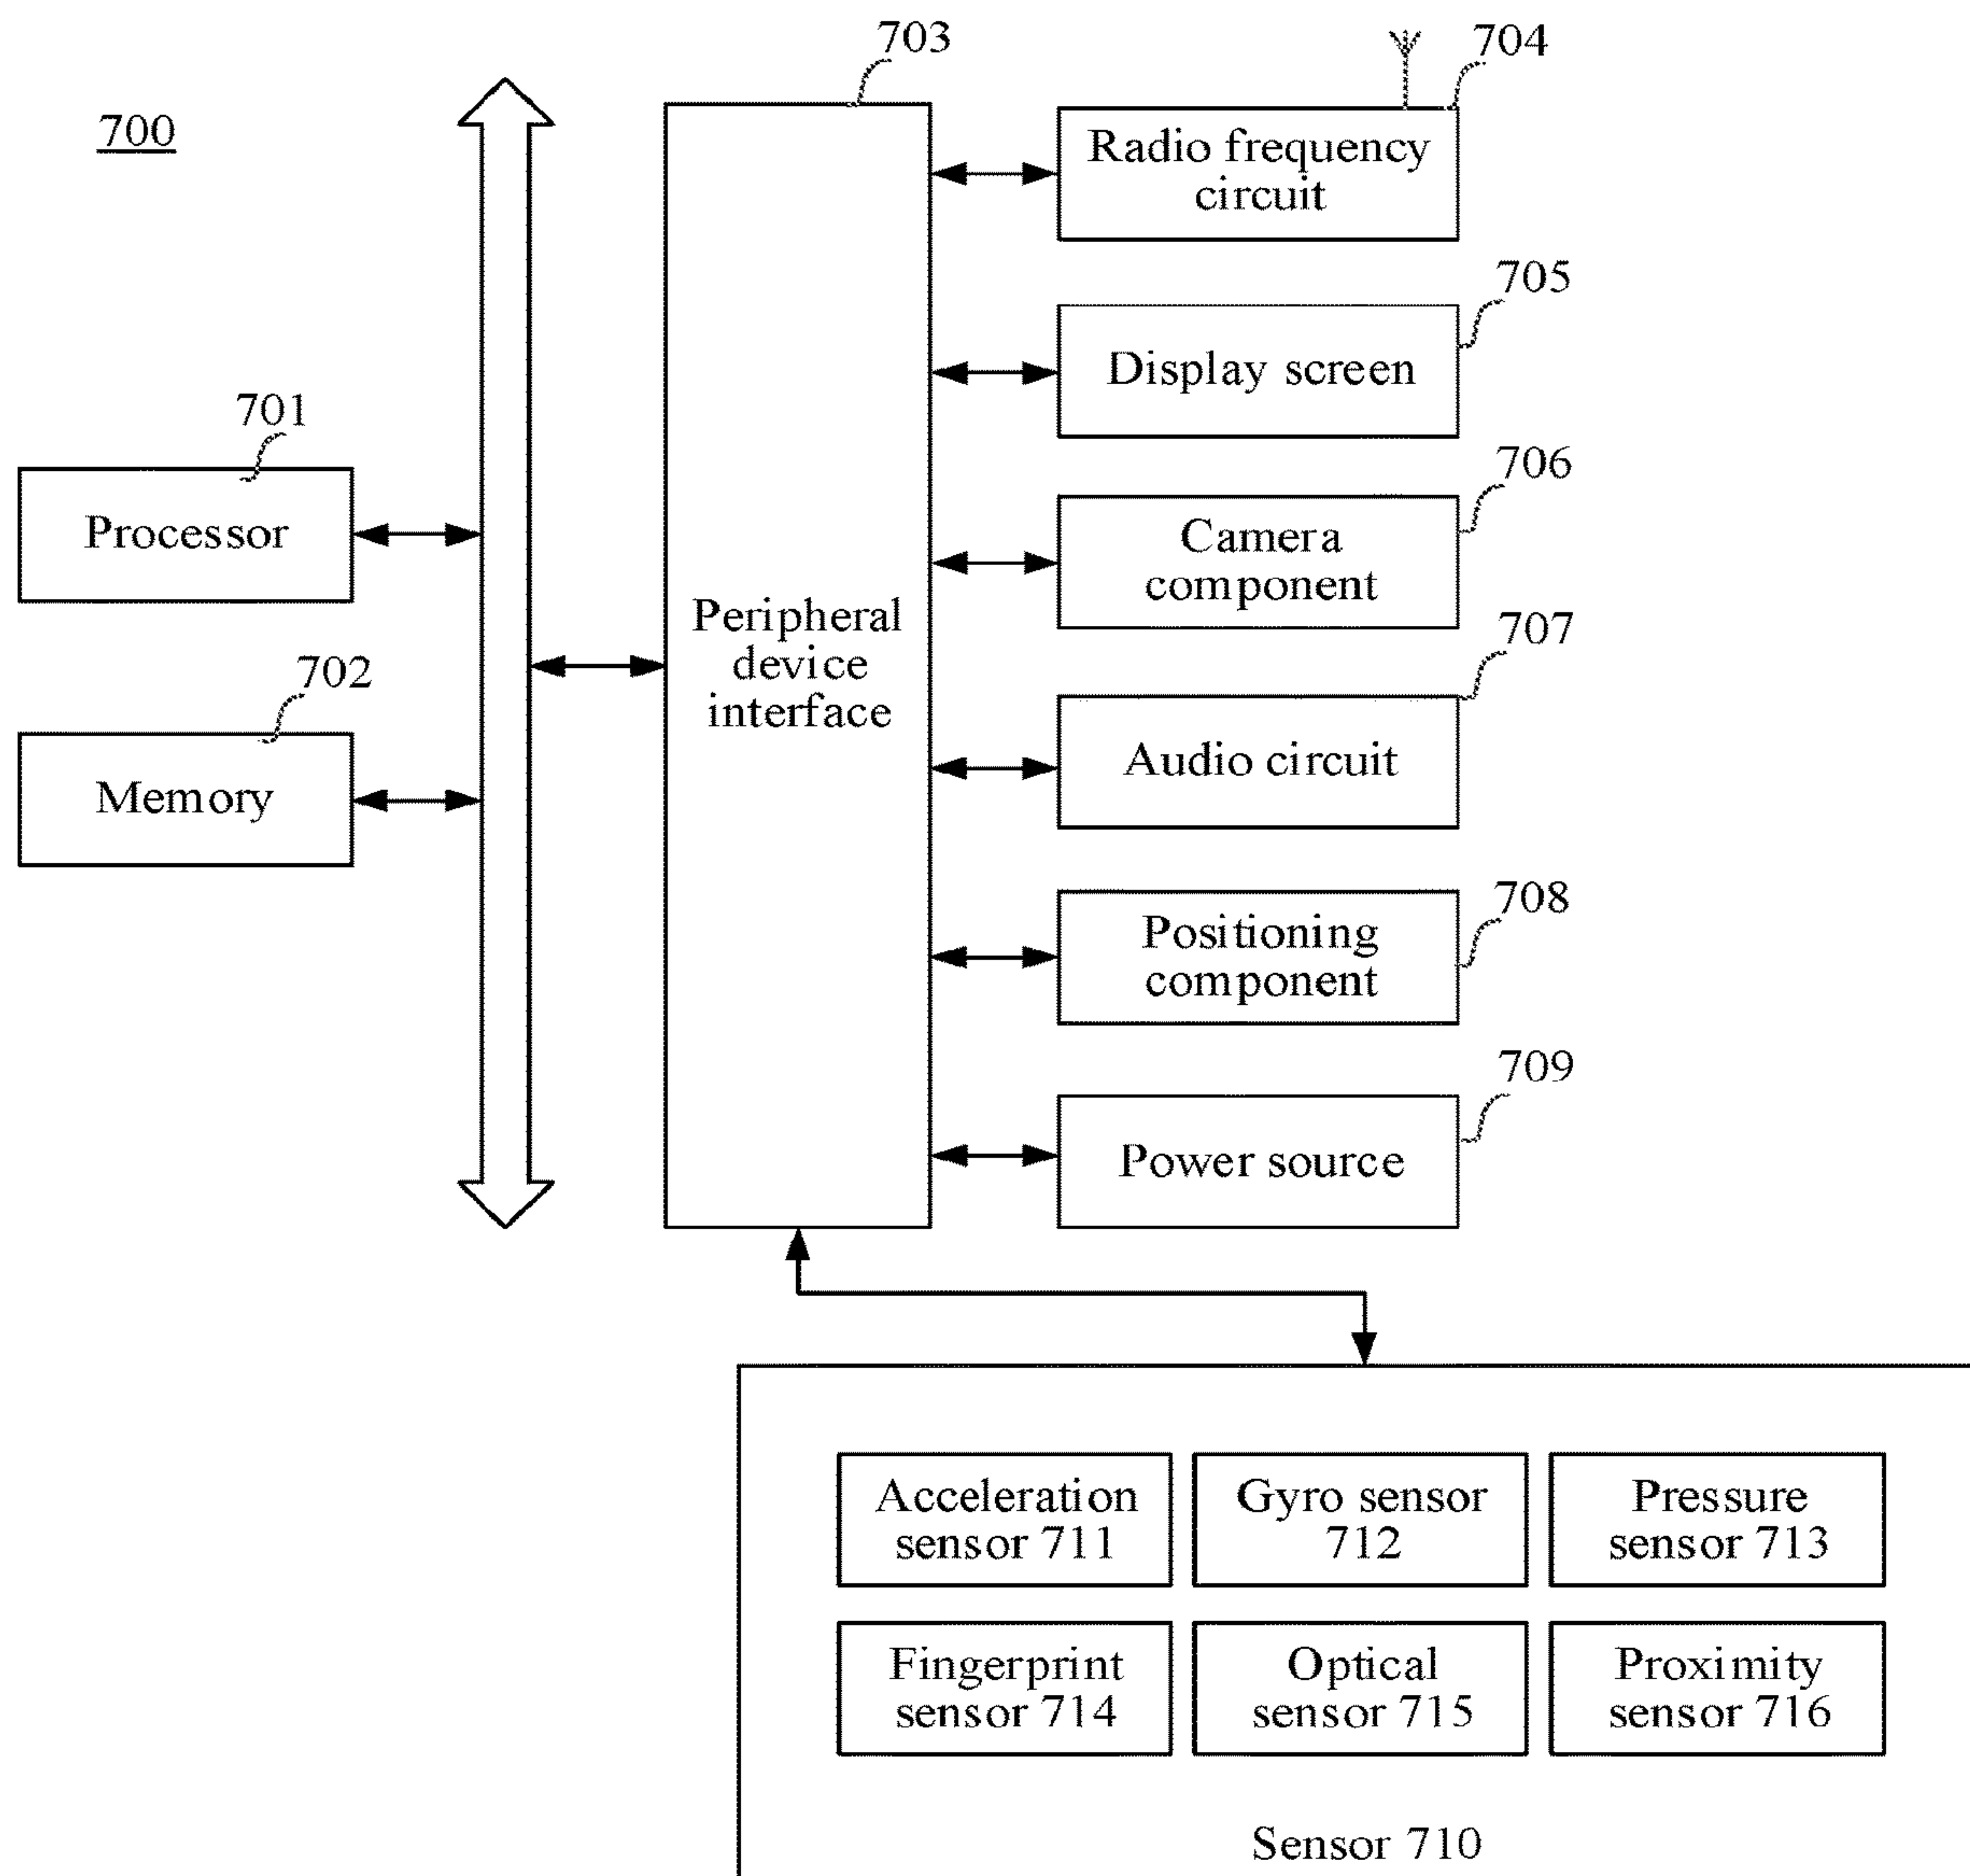 700
703
704
Radio frequency
circuit
705
Display screen
701
Processor
706
Camera
component
Peripheral
device
interface
702
Memory
707
Audio circuit
708
Positioning
component
709
Power source
Acceleration
sensor 711
Gyro sensor
712
Pressure
sensor 713
Fingerprint
sensor 714
Optical
sensor 715
Proximity
sensor 716
Sensor 710